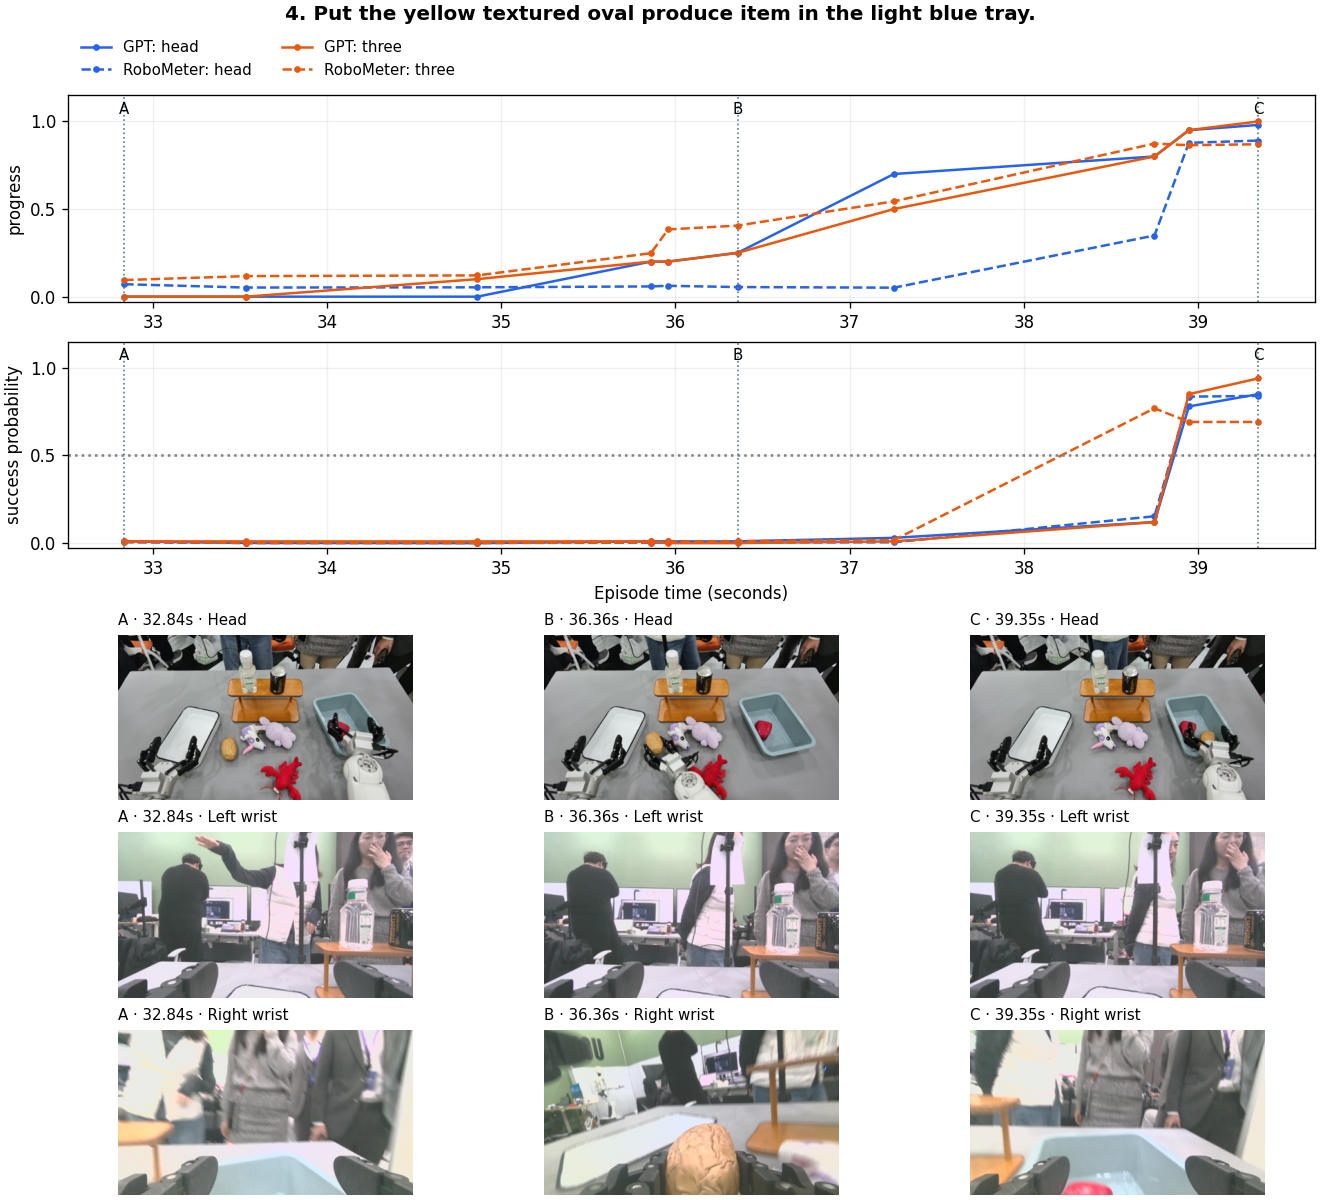 4. Put the yellow textured oval produce item in the light blue tray.
GPT: head
GPT: three
RoboMeter: head
RoboMeter: three
A
B
C
1.0
0.5
0.0
progress
33
34
35
36
37
38
39
A
B
C
1.0
0.5
0.0
success probability
33
34
35
36
37
38
39
Episode time (seconds)
A · 32.84s · Head
B · 36.36s · Head
C · 39.35s · Head
A · 32.84s · Left wrist
B · 36.36s · Left wrist
C · 39.35s · Left wrist
A · 32.84s · Right wrist
B · 36.36s · Right wrist
C · 39.35s · Right wrist